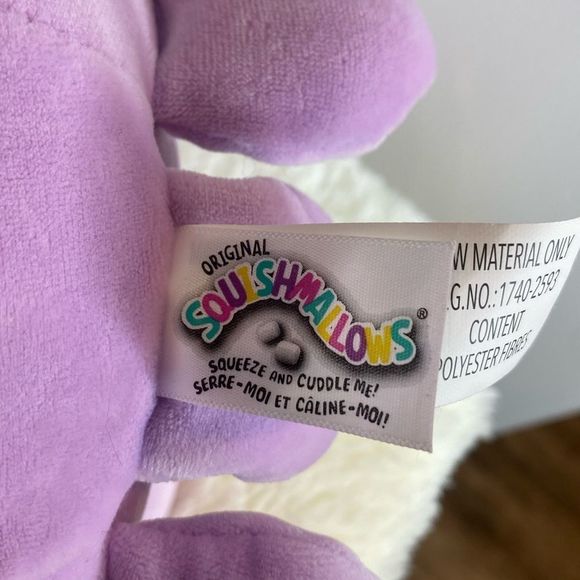 ORIGINAL
SQUISHMALLOWS®
SQUEEZE AND CUDDLE ME!
SERRE-MOI ET CÂLINE-MOI!
W MATERIAL ONLY
.G.NO.:1740-2593
CONTENT
POLYESTER FIBRES